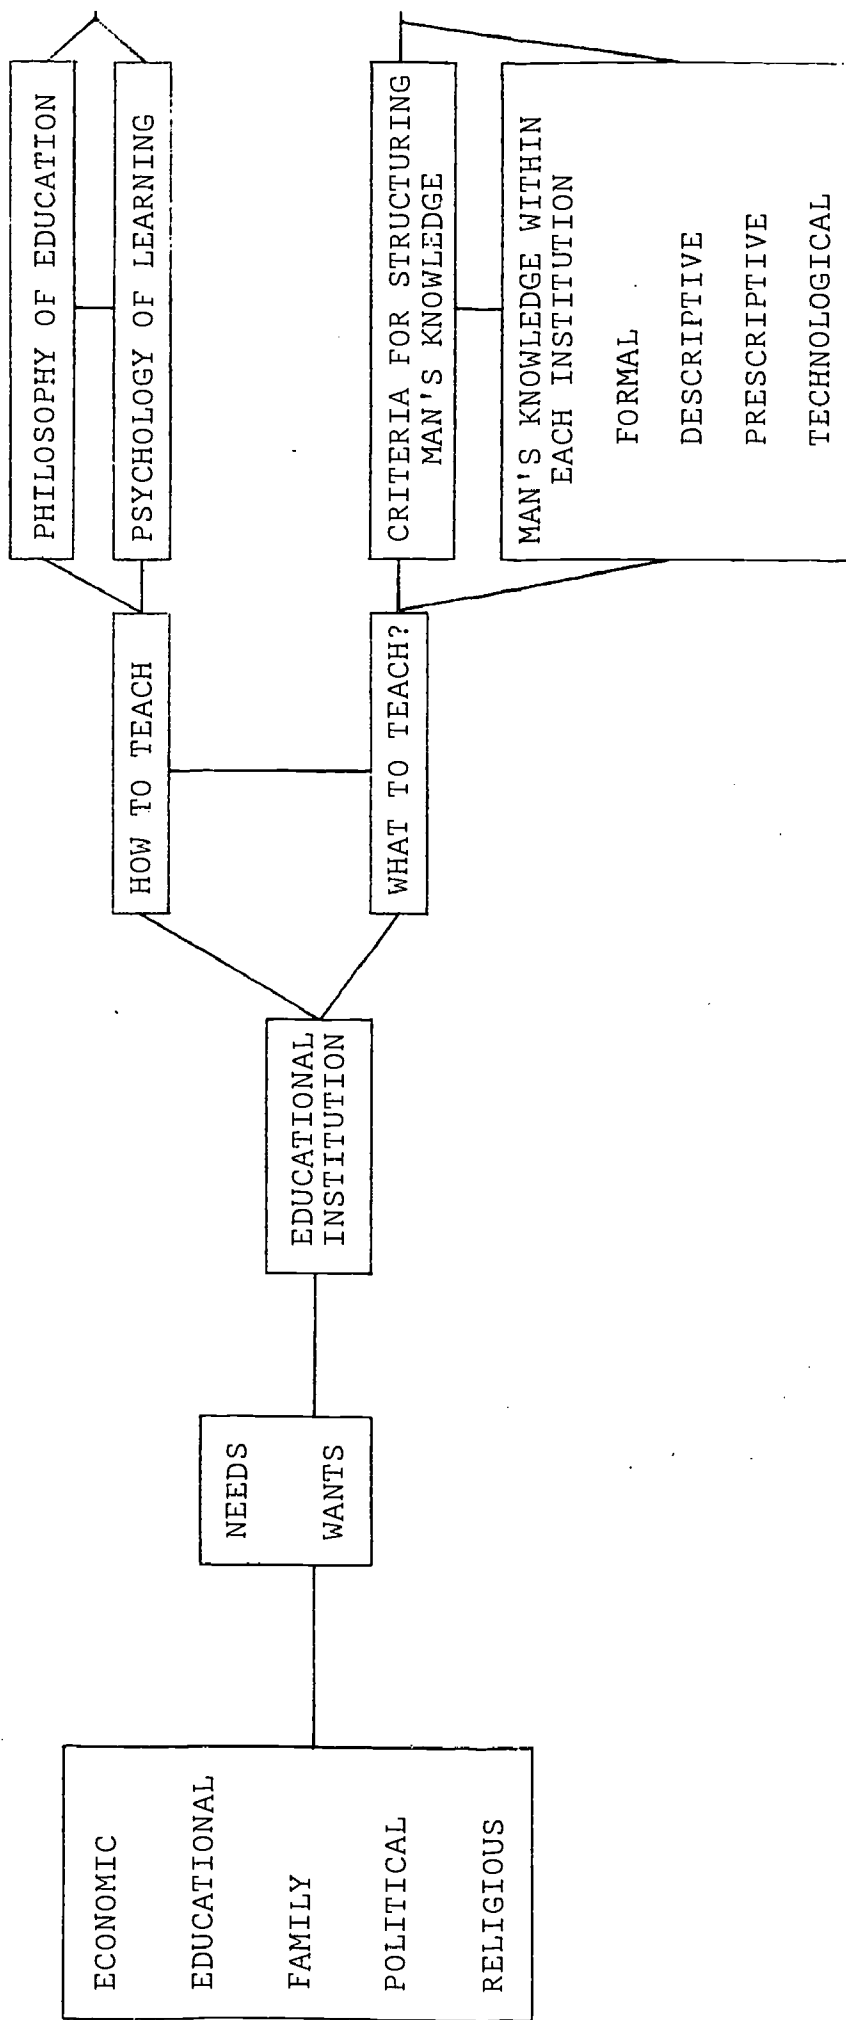 ECONOMIC
EDUCATIONAL
FAMILY
POLITICAL
RELIGIOUS
NEEDS
WANTS
EDUCATIONAL
INSTITUTION
HOW TO TEACH
WHAT TO TEACH?
PHILOSOPHY OF EDUCATION
PSYCHOLOGY OF LEARNING
CRITERIA FOR STRUCTURING
MAN'S KNOWLEDGE
MAN'S KNOWLEDGE WITHIN
EACH INSTITUTION
FORMAL
DESCRIPTIVE
PRESCRIPTIVE
TECHNOLOGICAL